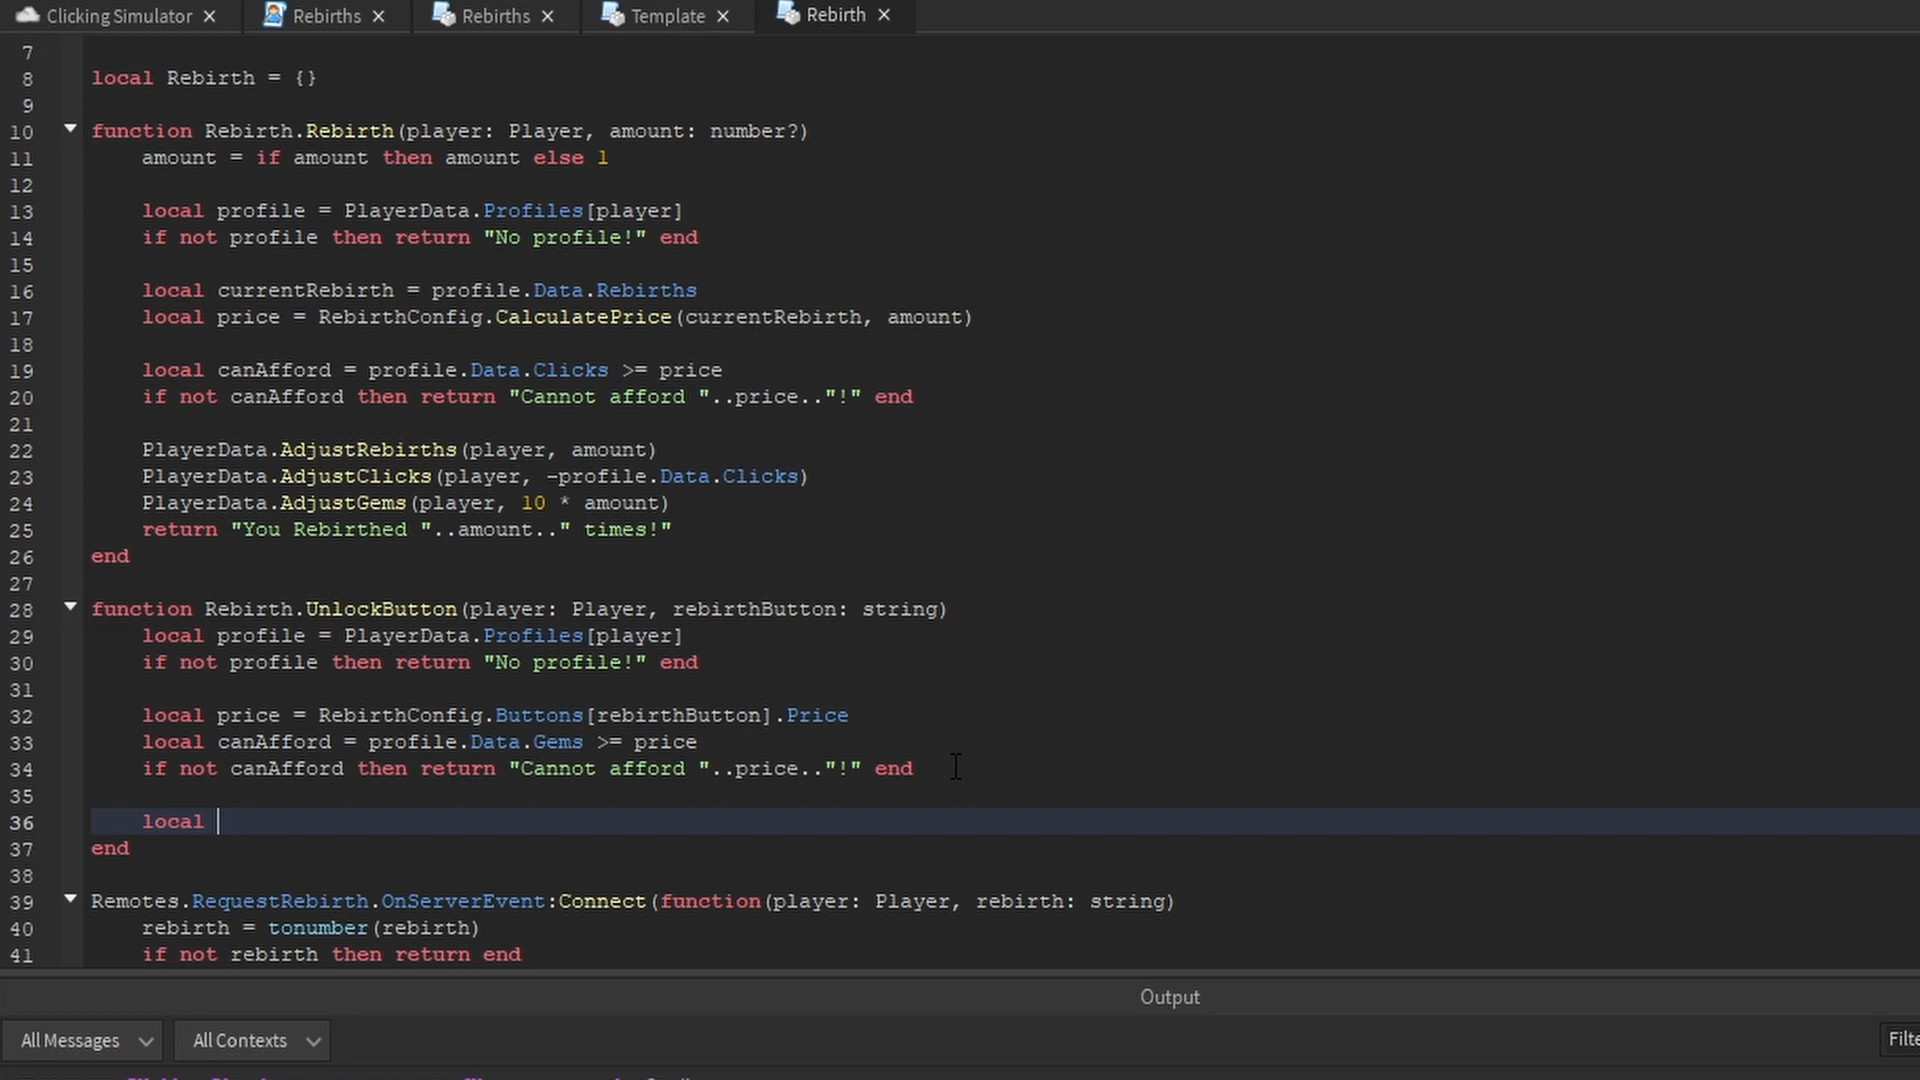 Clicking Simulator Rebirths Rebirths Template Rebirth
7
8 local Rebirth = {}
9
10 function Rebirth.Rebirth(player: Player, amount: number?)
11 amount = if amount then amount else 1
12
13 local profile = PlayerData.Profiles[player]
14 if not profile then return "No profile!" end
15
16 local currentRebirth = profile.Data.Rebirths
17 local price = RebirthConfig.CalculatePrice(currentRebirth, amount)
18
19 local canAfford = profile.Data.Clicks >= price
20 if not canAfford then return "Cannot afford "..price.."!" end
21
22 PlayerData.AdjustRebirths(player, amount)
23 PlayerData.AdjustClicks(player, -profile.Data.Clicks)
24 PlayerData.AdjustGems(player, 10 * amount)
25 return "You Rebirthed "..amount.." times!"
26 end
27
28 function Rebirth.UnlockButton(player: Player, rebirthButton: string)
29 local profile = PlayerData.Profiles[player]
30 if not profile then return "No profile!" end
31
32 local price = RebirthConfig.Buttons[rebirthButton].Price
33 local canAfford = profile.Data.Gems >= price
34 if not canAfford then return "Cannot afford "..price.."!" end
35
36 local
37 end
38
39 Remotes.RequestRebirth.OnServerEvent:Connect(function(player: Player, rebirth: string)
40 rebirth = tonumber(rebirth)
41 if not rebirth then return end
Output
All Messages All Contexts Filte